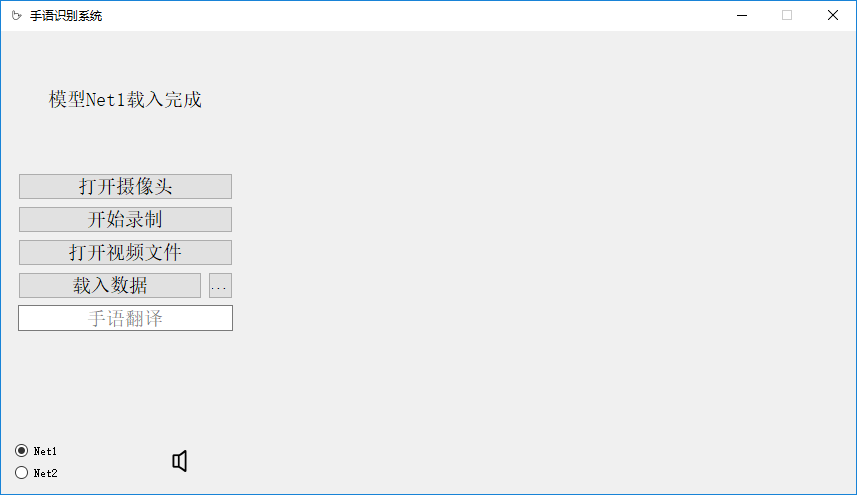 手语识别系统
模型Net1载入完成
打开摄像头
开始录制
打开视频文件
载入数据 ...
手语翻译
Net1
Net2